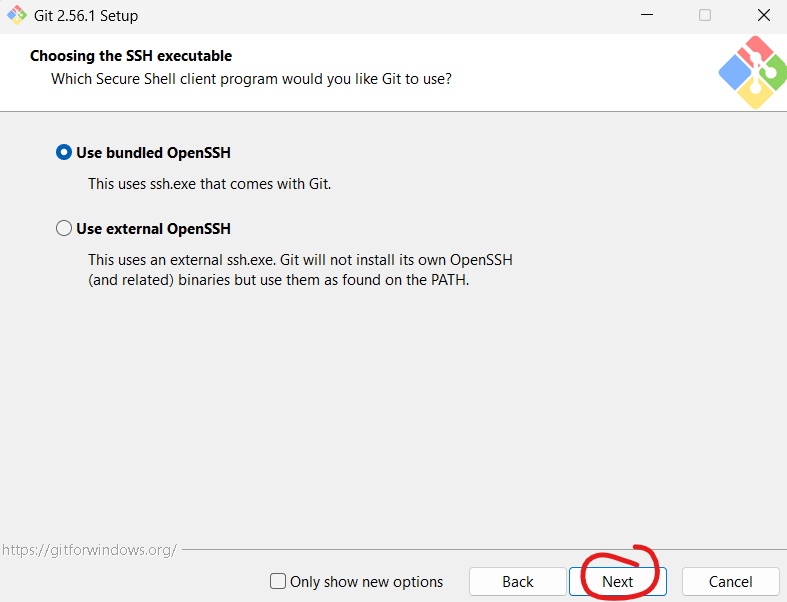 Git 2.56.1 Setup
Choosing the SSH executable
Which Secure Shell client program would you like Git to use?
Use bundled OpenSSH
This uses ssh.exe that comes with Git.
Use external OpenSSH
This uses an external ssh.exe. Git will not install its own OpenSSH
(and related) binaries but use them as found on the PATH.
https://gitforwindows.org/
Only show new options
Back
Next
Cancel